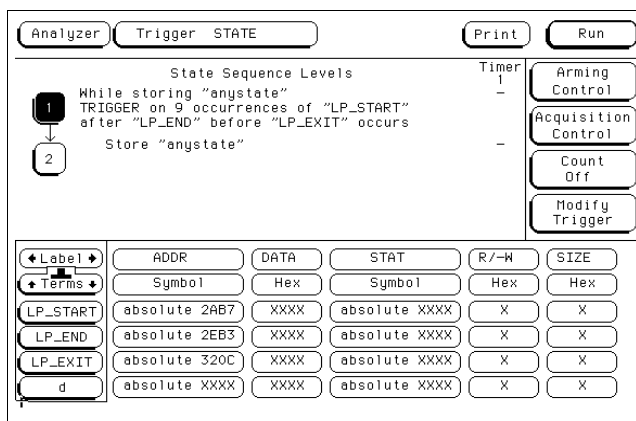 Analyzer Trigger STATE Print Run
State Sequence Levels Timer
1
Arming
Control
1 While storing "anystate" –
TRIGGER on 9 occurrences of "LP_START"
after "LP_END" before "LP_EXIT" occurs
Acquisition
Control
2 Store "anystate" –
Count
Off
Modify
Trigger
Label ADDR DATA STAT R/-W SIZE
Terms Symbol Hex Symbol Hex Hex
LP_START absolute 2AB7 XXXX absolute XXXX X X
LP_END absolute 2EB3 XXXX absolute XXXX X X
LP_EXIT absolute 320C XXXX absolute XXXX X X
d absolute XXXX XXXX absolute XXXX X X